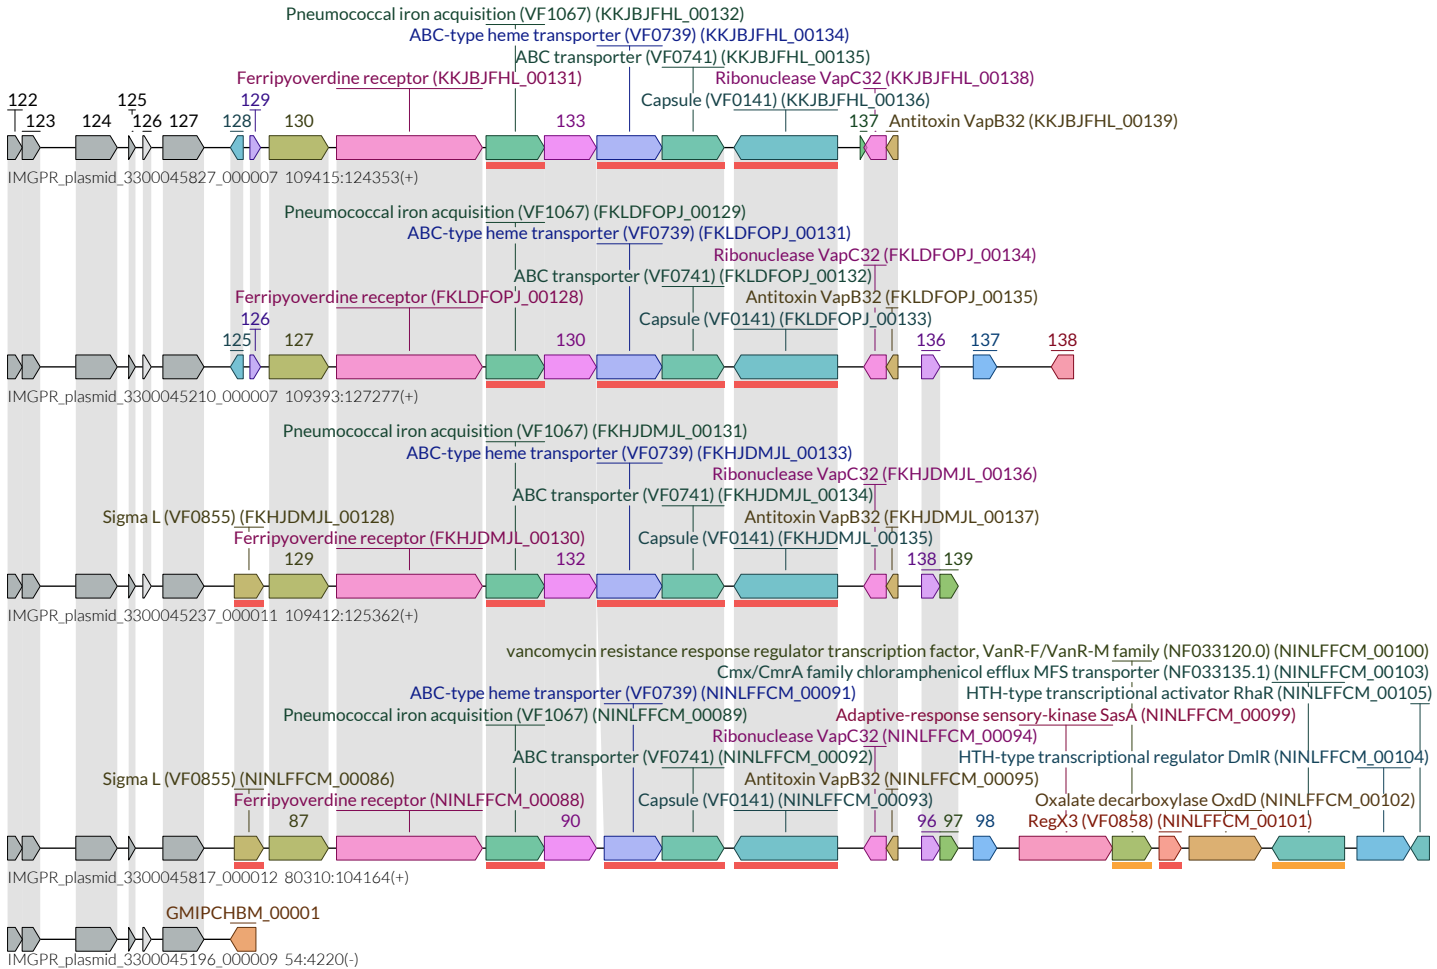 Pneumococcal iron acquisition (VF1067) (KKJBJFHL_00132)
ABC-type heme transporter (VF0739) (KKJBJFHL_00134)
ABC transporter (VF0741) (KKJBJFHL_00135)
Ferripyoverdine receptor (KKJBJFHL_00131) Ribonuclease VapC32 (KKJBJFHL_00138)
122 125 129 Capsule (VF0141) (KKJBJFHL_00136)
123 124 126 127 128 130 133 137 Antitoxin VapB32 (KKJBJFHL_00139)
IMGPR_plasmid_3300045827_000007 109415:124353(+)
Pneumococcal iron acquisition (VF1067) (FKLDFOPJ_00129)
ABC-type heme transporter (VF0739) (FKLDFOPJ_00131)
Ribonuclease VapC32 (FKLDFOPJ_00134)
ABC transporter (VF0741) (FKLDFOPJ_00132)
Ferripyoverdine receptor (FKLDFOPJ_00128) Antitoxin VapB32 (FKLDFOPJ_00135)
126 Capsule (VF0141) (FKLDFOPJ_00133)
125 127 130 136 137 138
IMGPR_plasmid_3300045210_000007 109393:127277(+)
Pneumococcal iron acquisition (VF1067) (FKHJDMJL_00131)
ABC-type heme transporter (VF0739) (FKHJDMJL_00133)
Ribonuclease VapC32 (FKHJDMJL_00136)
ABC transporter (VF0741) (FKHJDMJL_00134)
Sigma L (VF0855) (FKHJDMJL_00128) Antitoxin VapB32 (FKHJDMJL_00137)
Ferripyoverdine receptor (FKHJDMJL_00130) Capsule (VF0141) (FKHJDMJL_00135)
129 132 138 139
IMGPR_plasmid_3300045237_000011 109412:125362(+)
vancomycin resistance response regulator transcription factor, VanR-F/VanR-M family (NF033120.0) (NINLFFCM_00100)
Cmx/CmrA family chloramphenicol efflux MFS transporter (NF033135.1) (NINLFFCM_00103)
ABC-type heme transporter (VF0739) (NINLFFCM_00091) HTH-type transcriptional activator RhaR (NINLFFCM_00105)
Pneumococcal iron acquisition (VF1067) (NINLFFCM_00089) Adaptive-response sensory-kinase SasA (NINLFFCM_00099)
Ribonuclease VapC32 (NINLFFCM_00094)
ABC transporter (VF0741) (NINLFFCM_00092) HTH-type transcriptional regulator DmlR (NINLFFCM_00104)
Sigma L (VF0855) (NINLFFCM_00086) Antitoxin VapB32 (NINLFFCM_00095)
Ferripyoverdine receptor (NINLFFCM_00088) Capsule (VF0141) (NINLFFCM_00093) Oxalate decarboxylase OxdD (NINLFFCM_00102)
87 90 96 97 98 RegX3 (VF0858) (NINLFFCM_00101)
IMGPR_plasmid_3300045817_000012 80310:104164(+)
GMIPCHBM_00001
IMGPR_plasmid_3300045196_000009 54:4220(-)